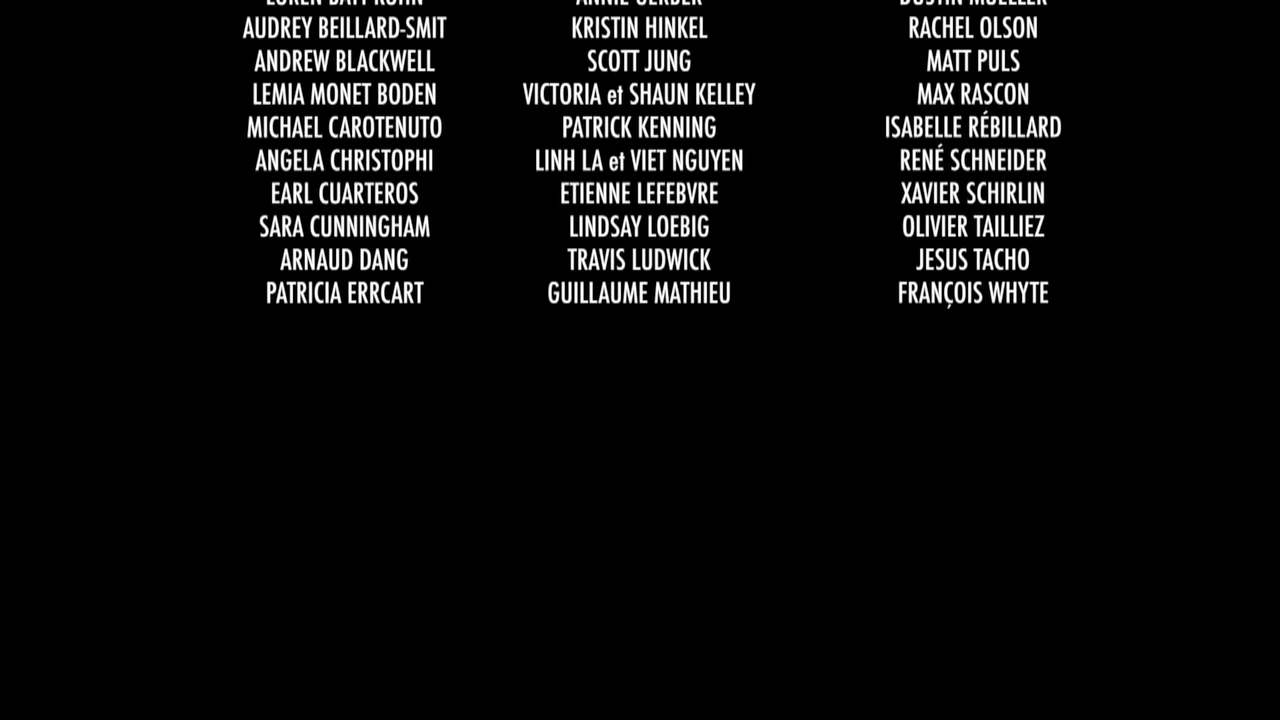 AUDREY BEILLARD-SMIT KRISTIN HINKEL RACHEL OLSON
ANDREW BLACKWELL SCOTT JUNG MATT PULS
LEMIA MONET BODEN VICTORIA et SHAUN KELLEY MAX RASCON
MICHAEL CAROTENUTO PATRICK KENNING ISABELLE RÉBILLARD
ANGELA CHRISTOPHI LINH LA et VIET NGUYEN RENÉ SCHNEIDER
EARL CUARTEROS ETIENNE LEFEBVRE XAVIER SCHIRLIN
SARA CUNNINGHAM LINDSAY LOEBIG OLIVIER TAILLIEZ
ARNAUD DANG TRAVIS LUDWICK JESUS TACHO
PATRICIA ERRCART GUILLAUME MATHIEU FRANÇOIS WHYTE